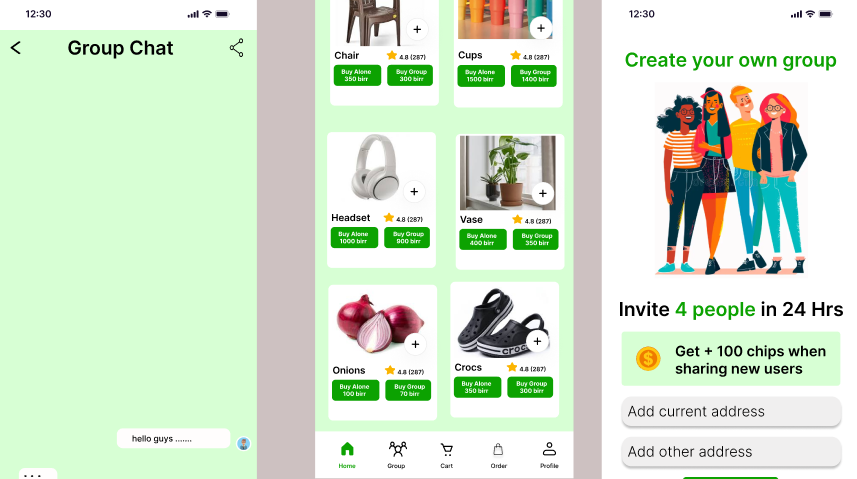 12:30
Group Chat
hello guys .......
...
Chair
4.8 (287)
Buy Alone
350 birr
Buy Group
300 birr
Cups
4.8 (287)
Buy Alone
1500 birr
Buy Group
1400 birr
Headset
4.8 (287)
Buy Alone
1000 birr
Buy Group
900 birr
Vase
4.8 (287)
Buy Alone
400 birr
Buy Group
350 birr
Onions
4.8 (287)
Buy Alone
100 birr
Buy Group
70 birr
crocs
Crocs
4.8 (287)
Buy Alone
350 birr
Buy Group
300 birr
Home
Group
Cart
Order
Profile
12:30
Create your own group
Invite 4 people in 24 Hrs
$
Get + 100 chips when
sharing new users
Add current address
Add other address